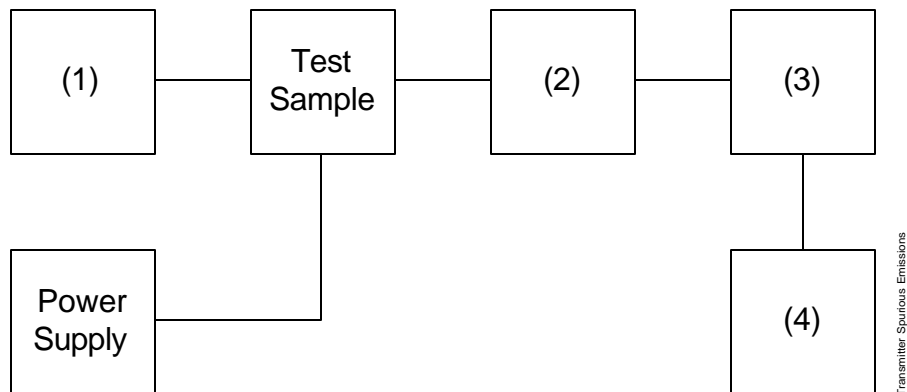 (1)
Test
Sample
(2)
(3)
Power
Supply
(4)
Transmitter Spurious Emissions